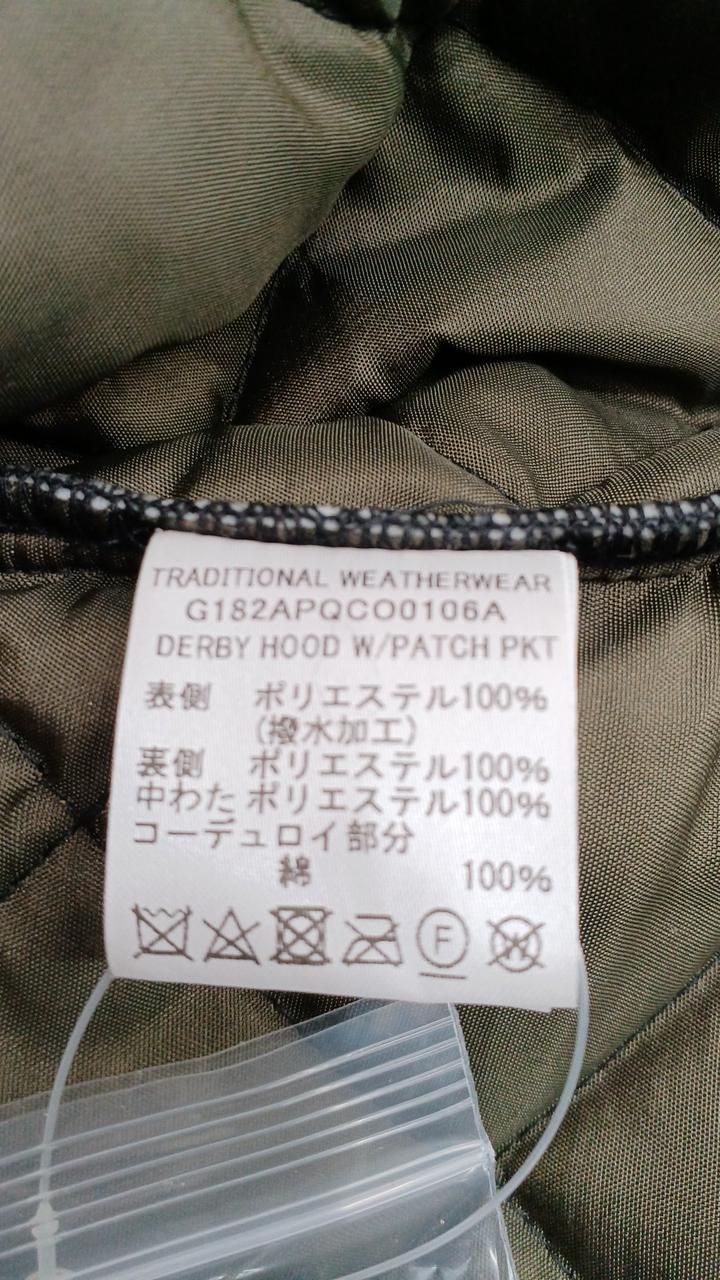 TRADITIONAL WEATHERWEAR
G182APQCO0106A
DERBY HOOD W/PATCH PKT
表側 ポリエステル100%
(撥水加工)
裏側 ポリエステル100%
中わた ポリエステル100%
コーデュロイ部分
綿 100%
F W